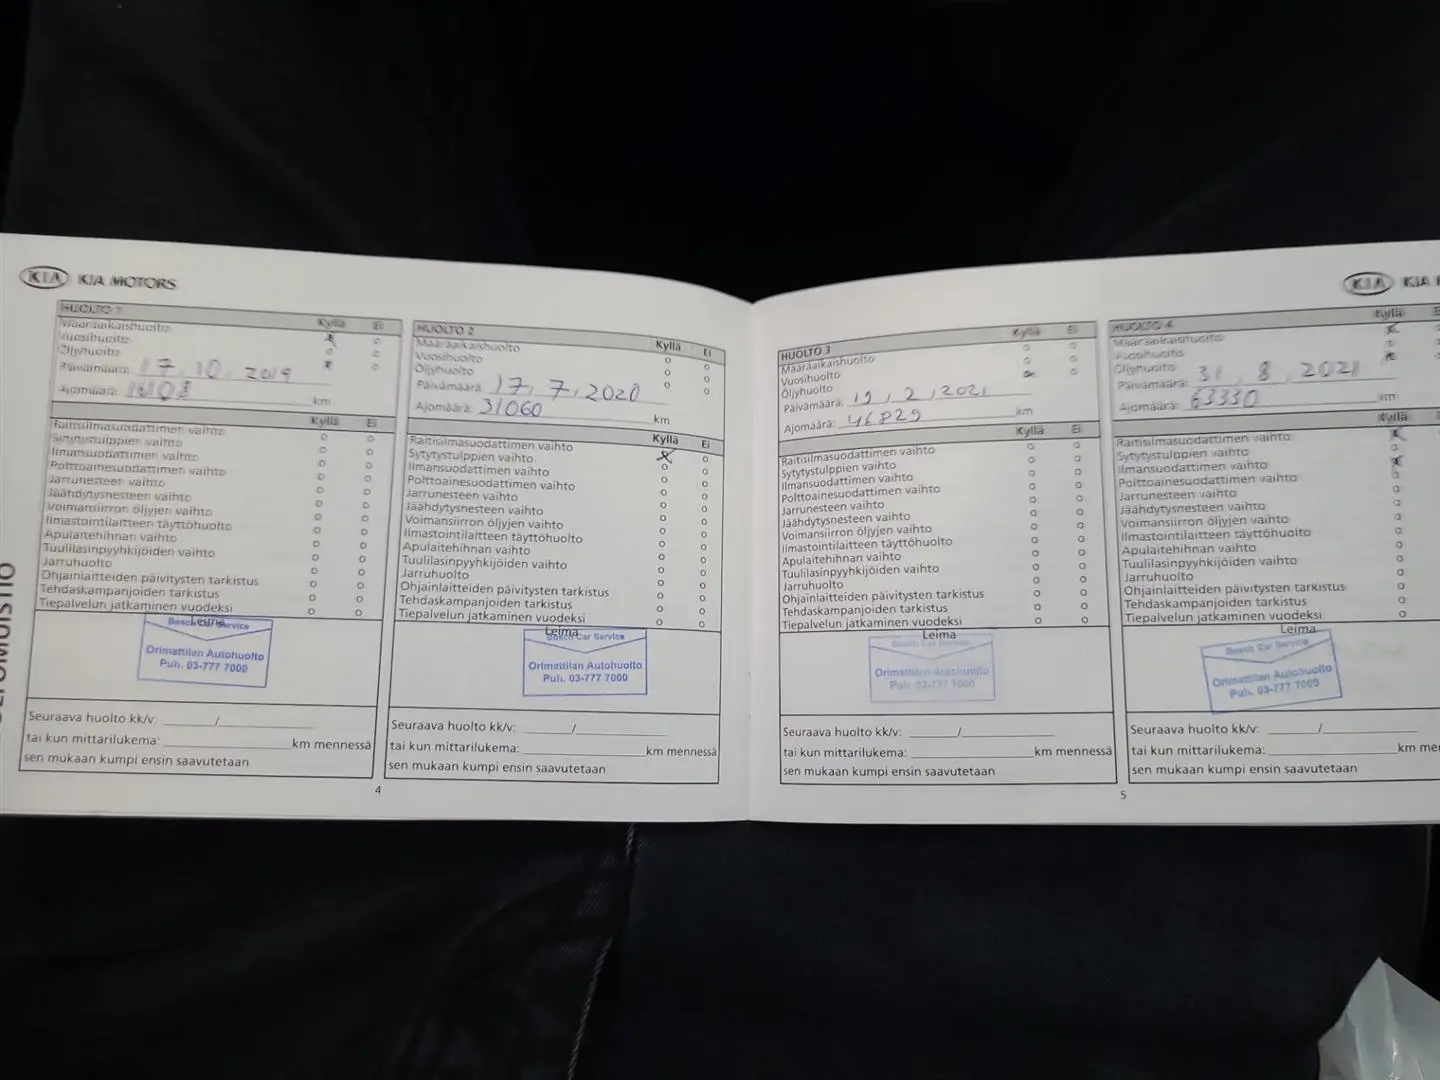 KIA KIA MOTORS
HUOLTO 1
Kyllä Ei
Määräaikaishuolto
Vuosihuolto
Öljyhuolto
Päivämäärä: 17, 10, 2019
Ajomäärä: km
Kyllä Ei
Raitisilmasuodattimen vaihto
Sytytystulppien vaihto
Ilmansuodattimen vaihto
Polttoainesuodattimen vaihto
Jarrunesteen vaihto
Jäähdytysnesteen vaihto
Voimansiirron öljyjen vaihto
Ilmastointilaitteen täyttöhuolto
Apulaitehihnan vaihto
Tuulilasinpyyhkijöiden vaihto
Jarruhuolto
Ohjainlaitteiden päivitysten tarkistus
Tehdaskampanjoiden tarkistus
Tiepalvelun jatkaminen vuodeksi
Leima
Bosch Car Service
Orimattilan Autohuolto
Puh. 03-777 7000
Seuraava huolto kk/v: /
tai kun mittarilukema: km mennessä
sen mukaan kumpi ensin saavutetaan
HUOLTO 2
Kyllä Ei
Määräaikaishuolto
Vuosihuolto
Öljyhuolto
Päivämäärä: 17, 7, 2020
Ajomäärä: 31060 km
Kyllä Ei
Raitisilmasuodattimen vaihto
Sytytystulppien vaihto
Ilmansuodattimen vaihto
Polttoainesuodattimen vaihto
Jarrunesteen vaihto
Jäähdytysnesteen vaihto
Voimansiirron öljyjen vaihto
Ilmastointilaitteen täyttöhuolto
Apulaitehihnan vaihto
Tuulilasinpyyhkijöiden vaihto
Jarruhuolto
Ohjainlaitteiden päivitysten tarkistus
Tehdaskampanjoiden tarkistus
Tiepalvelun jatkaminen vuodeksi
Leima
Bosch Car Service
Orimattilan Autohuolto
Puh. 03-777 7000
Seuraava huolto kk/v: /
tai kun mittarilukema: km mennessä
sen mukaan kumpi ensin saavutetaan
4
KIA
HUOLTO 3
Kyllä Ei
Määräaikaishuolto
Vuosihuolto
Öljyhuolto
Päivämäärä: 19, 2, 2021
Ajomäärä: 46829 km
Kyllä Ei
Raitisilmasuodattimen vaihto
Sytytystulppien vaihto
Ilmansuodattimen vaihto
Polttoainesuodattimen vaihto
Jarrunesteen vaihto
Jäähdytysnesteen vaihto
Voimansiirron öljyjen vaihto
Ilmastointilaitteen täyttöhuolto
Apulaitehihnan vaihto
Tuulilasinpyyhkijöiden vaihto
Jarruhuolto
Ohjainlaitteiden päivitysten tarkistus
Tehdaskampanjoiden tarkistus
Tiepalvelun jatkaminen vuodeksi
Leima
Bosch Car Service
Orimattilan Autohuolto
Puh. 03-777 7000
Seuraava huolto kk/v: /
tai kun mittarilukema: km mennessä
sen mukaan kumpi ensin saavutetaan
HUOLTO 4
Kyllä
Määräaikaishuolto
Vuosihuolto
Öljyhuolto
Päivämäärä: 31, 8, 2021
Ajomäärä: 63330 km
Kyllä
Raitisilmasuodattimen vaihto
Sytytystulppien vaihto
Ilmansuodattimen vaihto
Polttoainesuodattimen vaihto
Jarrunesteen vaihto
Jäähdytysnesteen vaihto
Voimansiirron öljyjen vaihto
Ilmastointilaitteen täyttöhuolto
Apulaitehihnan vaihto
Tuulilasinpyyhkijöiden vaihto
Jarruhuolto
Ohjainlaitteiden päivitysten tarkistus
Tehdaskampanjoiden tarkistus
Tiepalvelun jatkaminen vuodeksi
Leima
Bosch Car Service
Orimattilan Autohuolto
Puh. 03-777 7000
Seuraava huolto kk/v: /
tai kun mittarilukema: km
sen mukaan kumpi ensin saavutetaan
5